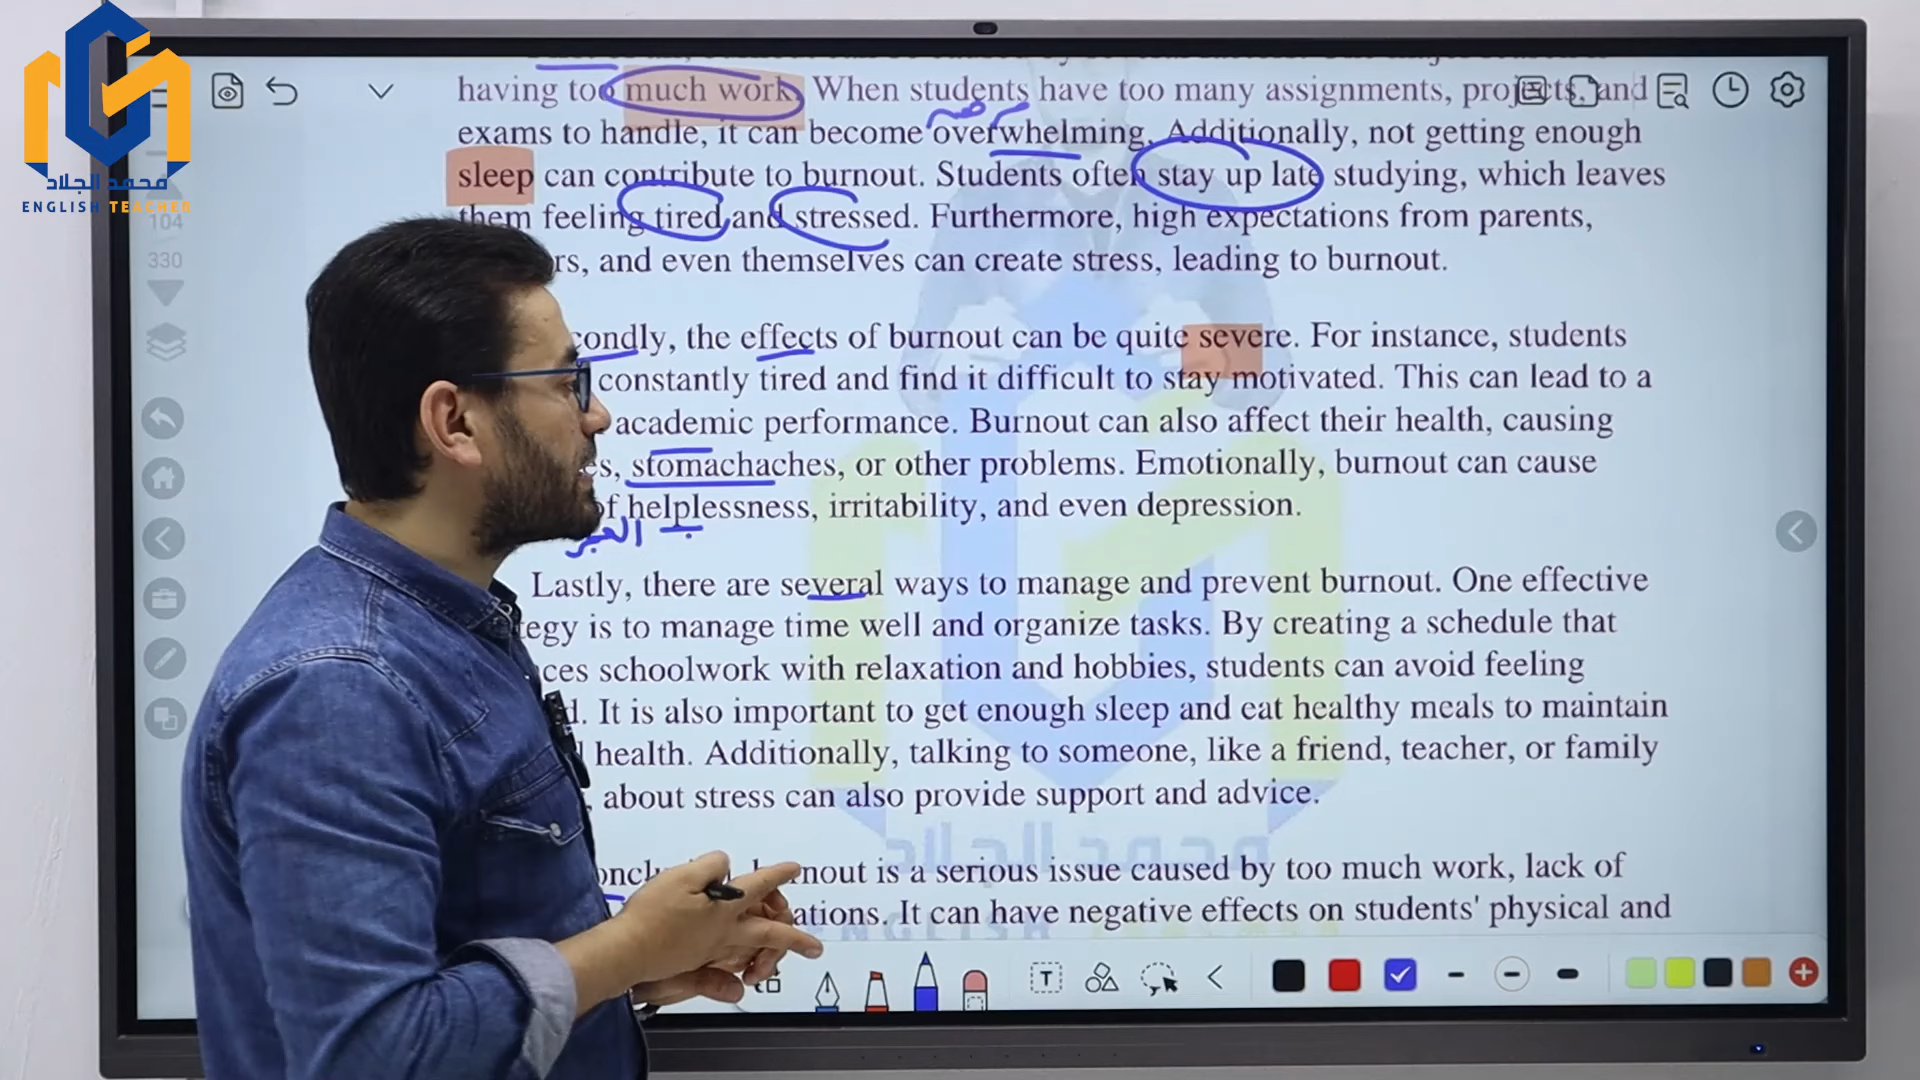 محمد الجلاد
ENGLISH TEACHER
104
330
having too much work. When students have too many assignments, projects, and
exams to handle, it can become overwhelming. Additionally, not getting enough
sleep can contribute to burnout. Students often stay up late studying, which leaves
them feeling tired and stressed. Furthermore, high expectations from parents,
rs, and even themselves can create stress, leading to burnout.
condly, the effects of burnout can be quite severe. For instance, students
constantly tired and find it difficult to stay motivated. This can lead to a
academic performance. Burnout can also affect their health, causing
es, stomachaches, or other problems. Emotionally, burnout can cause
of helplessness, irritability, and even depression.
Lastly, there are several ways to manage and prevent burnout. One effective
tegy is to manage time well and organize tasks. By creating a schedule that
ces schoolwork with relaxation and hobbies, students can avoid feeling
d. It is also important to get enough sleep and eat healthy meals to maintain
health. Additionally, talking to someone, like a friend, teacher, or family
, about stress can also provide support and advice.
rnout is a serious issue caused by too much work, lack of
ations. It can have negative effects on students' physical and
محمد الجلاد
T